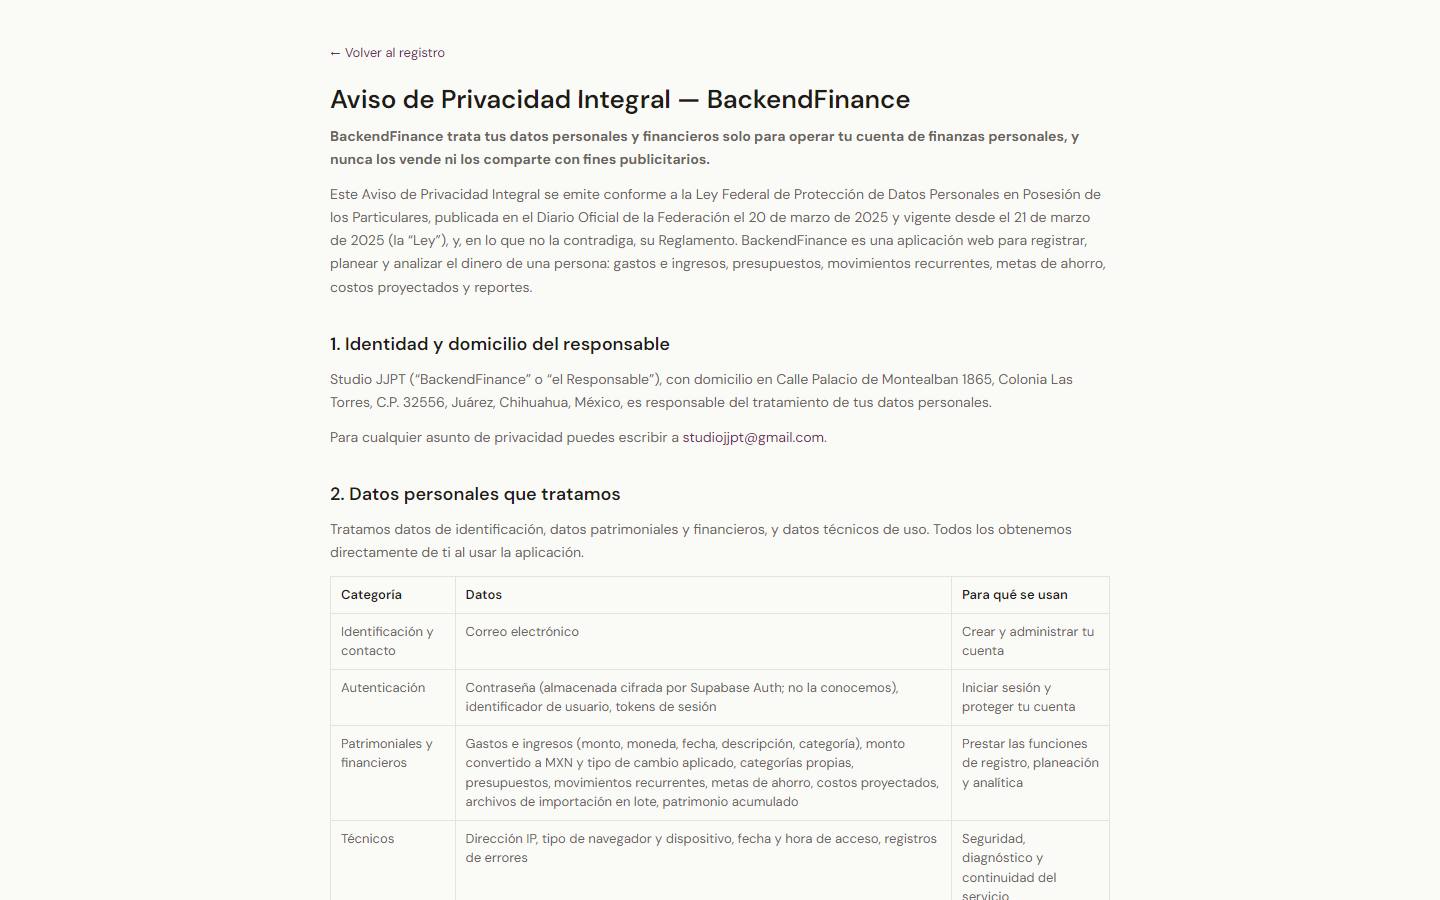 ← Volver al registro
Aviso de Privacidad Integral — BackendFinance
BackendFinance trata tus datos personales y financieros solo para operar tu cuenta de finanzas personales, y
nunca los vende ni los comparte con fines publicitarios.
Este Aviso de Privacidad Integral se emite conforme a la Ley Federal de Protección de Datos Personales en Posesión de
los Particulares, publicada en el Diario Oficial de la Federación el 20 de marzo de 2025 y vigente desde el 21 de marzo
de 2025 (la “Ley”), y, en lo que no la contradiga, su Reglamento. BackendFinance es una aplicación web para registrar,
planear y analizar el dinero de una persona: gastos e ingresos, presupuestos, movimientos recurrentes, metas de ahorro,
costos proyectados y reportes.
1. Identidad y domicilio del responsable
Studio JJPT (“BackendFinance” o “el Responsable”), con domicilio en Calle Palacio de Montealban 1865, Colonia Las
Torres, C.P. 32556, Juárez, Chihuahua, México, es responsable del tratamiento de tus datos personales.
Para cualquier asunto de privacidad puedes escribir a studiojjpt@gmail.com.
2. Datos personales que tratamos
Tratamos datos de identificación, datos patrimoniales y financieros, y datos técnicos de uso. Todos los obtenemos
directamente de ti al usar la aplicación.
Categoría
Datos
Para qué se usan
Identificación y
contacto
Correo electrónico
Crear y administrar tu
cuenta
Autenticación
Contraseña (almacenada cifrada por Supabase Auth; no la conocemos),
identificador de usuario, tokens de sesión
Iniciar sesión y
proteger tu cuenta
Patrimoniales y
financieros
Gastos e ingresos (monto, moneda, fecha, descripción, categoría), monto
convertido a MXN y tipo de cambio aplicado, categorías propias,
presupuestos, movimientos recurrentes, metas de ahorro, costos proyectados,
archivos de importación en lote, patrimonio acumulado
Prestar las funciones
de registro, planeación
y analítica
Técnicos
Dirección IP, tipo de navegador y dispositivo, fecha y hora de acceso, registros
de errores
Seguridad,
diagnóstico y
continuidad del
servicio